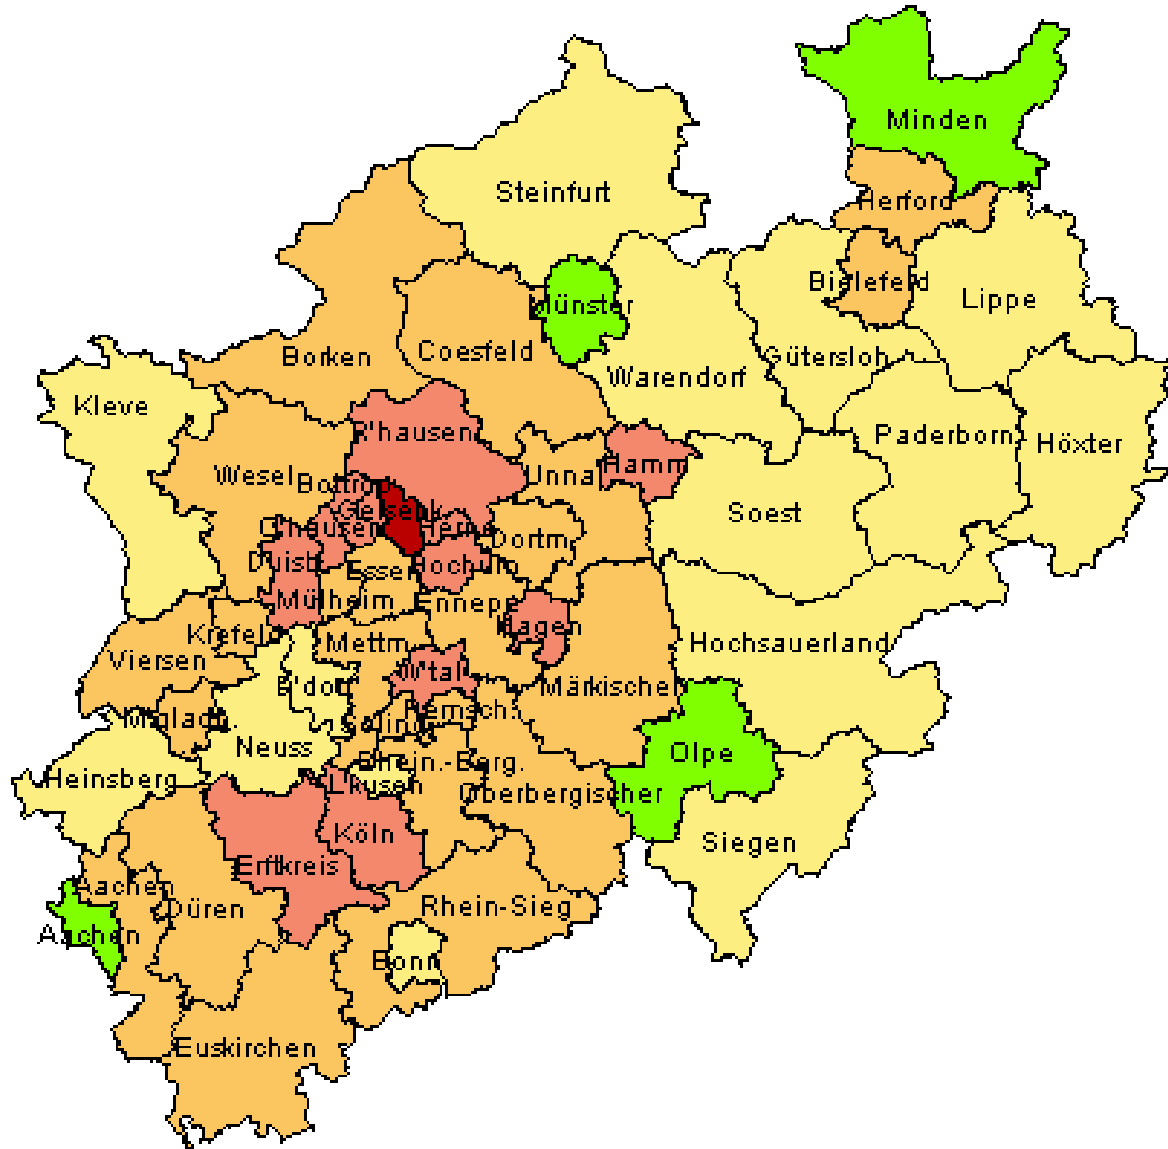 Minden
Steinfurt
Herford
Bielefeld
Lippe
Münster
Borken
Coesfeld
Gütersloh
Warendorf
Kleve
R'hausen
Paderborn
Höxter
Hamm
Unna
Wesel
Bottrop
Gelsenk.
Soest
O'hausen
Herne
Dortm.
Duisb.
Essen
Bochum
Mülheim
Ennepe
Hagen
Krefeld
Mettm.
Hochsauerland
Viersen
W'tal
D'dorf
Märkischer
M'gladb.
Remsch.
Soling.
Neuss
Olpe
Rhein.-Berg.
Heinsberg
L'kusen
Oberbergischer
Köln
Siegen
Erftkreis
Aachen
Düren
Rhein-Sieg
Aachen
Bonn
Euskirchen